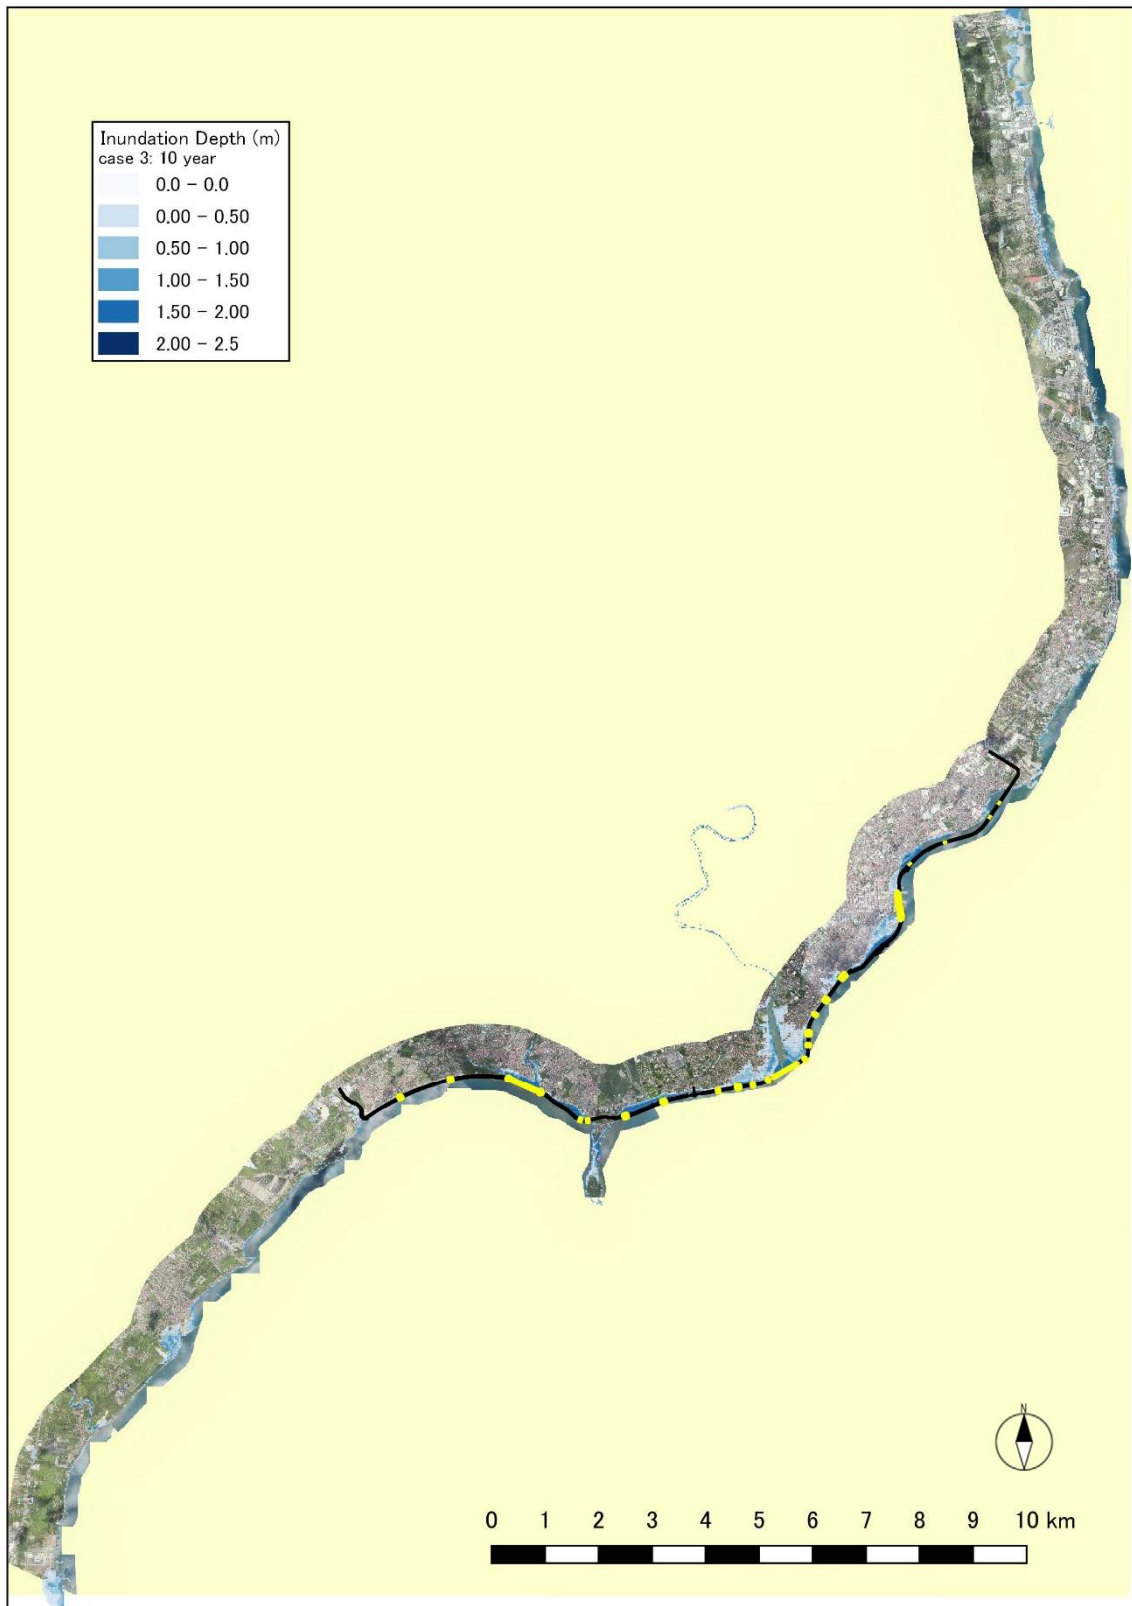 Inundation Depth (m)
case 3: 10 year
0.0 - 0.0
0.00 - 0.50
0.50 - 1.00
1.00 - 1.50
1.50 - 2.00
2.00 - 2.5
N
0 1 2 3 4 5 6 7 8 9 10 km